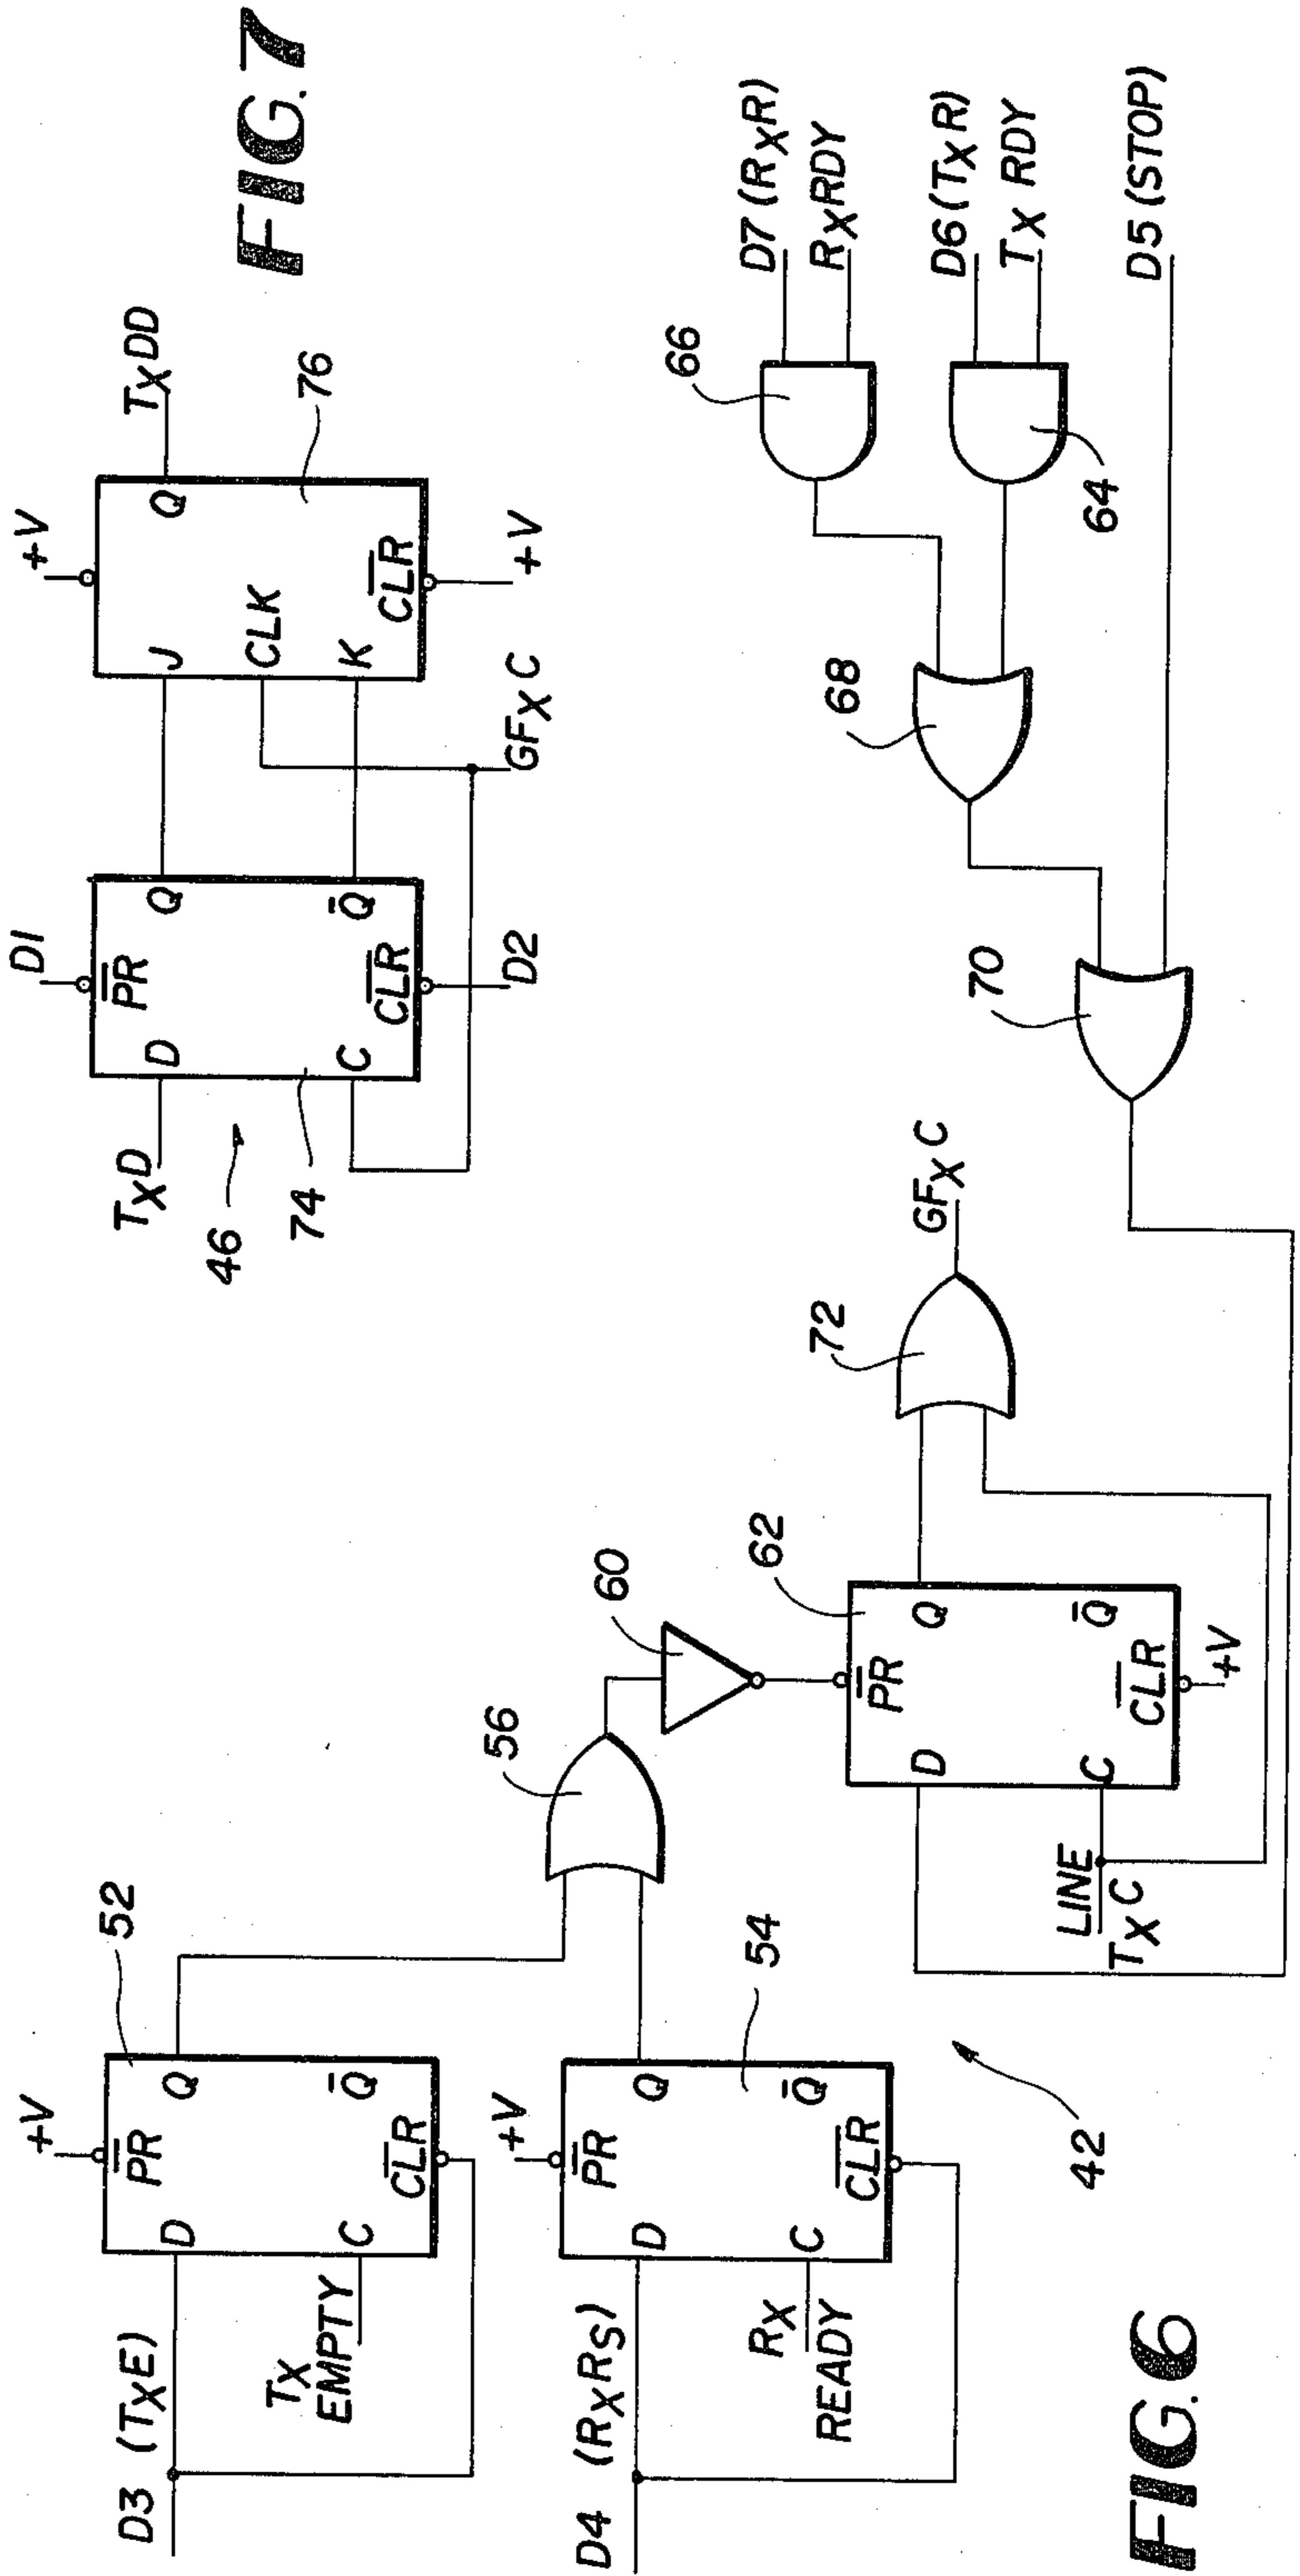 FIG. 7
D1
+V
TxD
D
PR
Q
J
Q
TxDD
CLK
C
CLR
Q
K
CLR
46
74
76
D2
GFxC
+V
FIG. 6
D3 (TxE)
+V
52
D
PR
Q
TX
EMPTY
C
CLR
Q
D4 (RxRs)
+V
D
PR
Q
Rx
READY
C
CLR
Q
54
56
60
62
D
PR
Q
LINE
TxC
C
CLR
Q
+V
72
GFxC
42
70
68
66
D7 (RxR)
RxRDY
D6 (TxR)
Tx RDY
64
D5 (STOP)